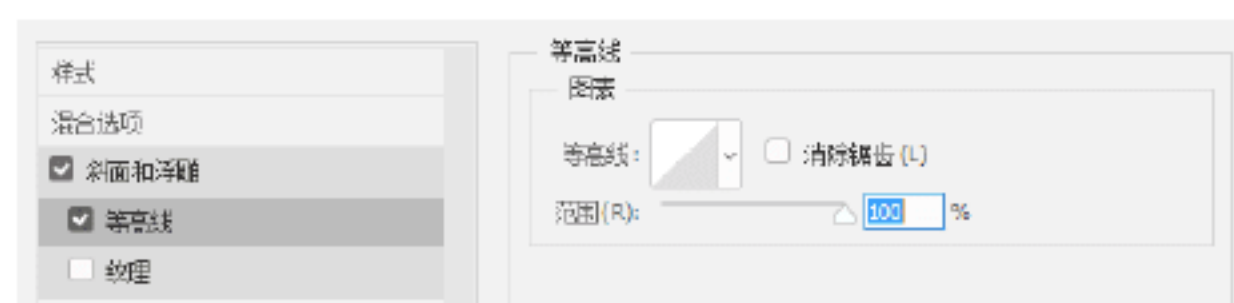 样式
混合选项
斜面和浮雕
等高线
纹理
等高线
图素
等高线: 消除锯齿(L)
范围(R): 100 %